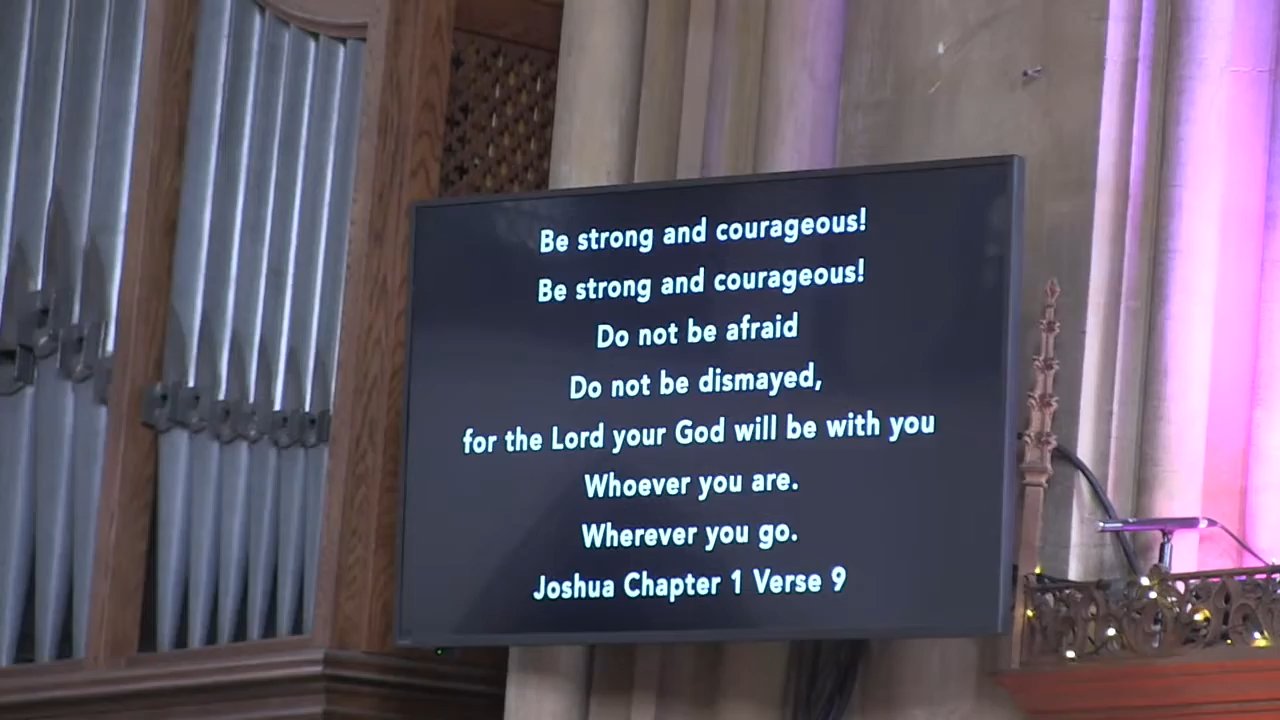 Be strong and courageous!
Be strong and courageous!
Do not be afraid
Do not be dismayed,
for the Lord your God will be with you
Whoever you are.
Wherever you go.
Joshua Chapter 1 Verse 9